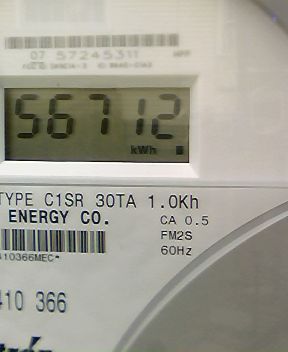 07 57245311
56712
kWh
TYPE C1SR 30TA 1.0Kh
ENERGY CO.
CA 0.5
FM2S
60Hz
410366MEC*
410 366